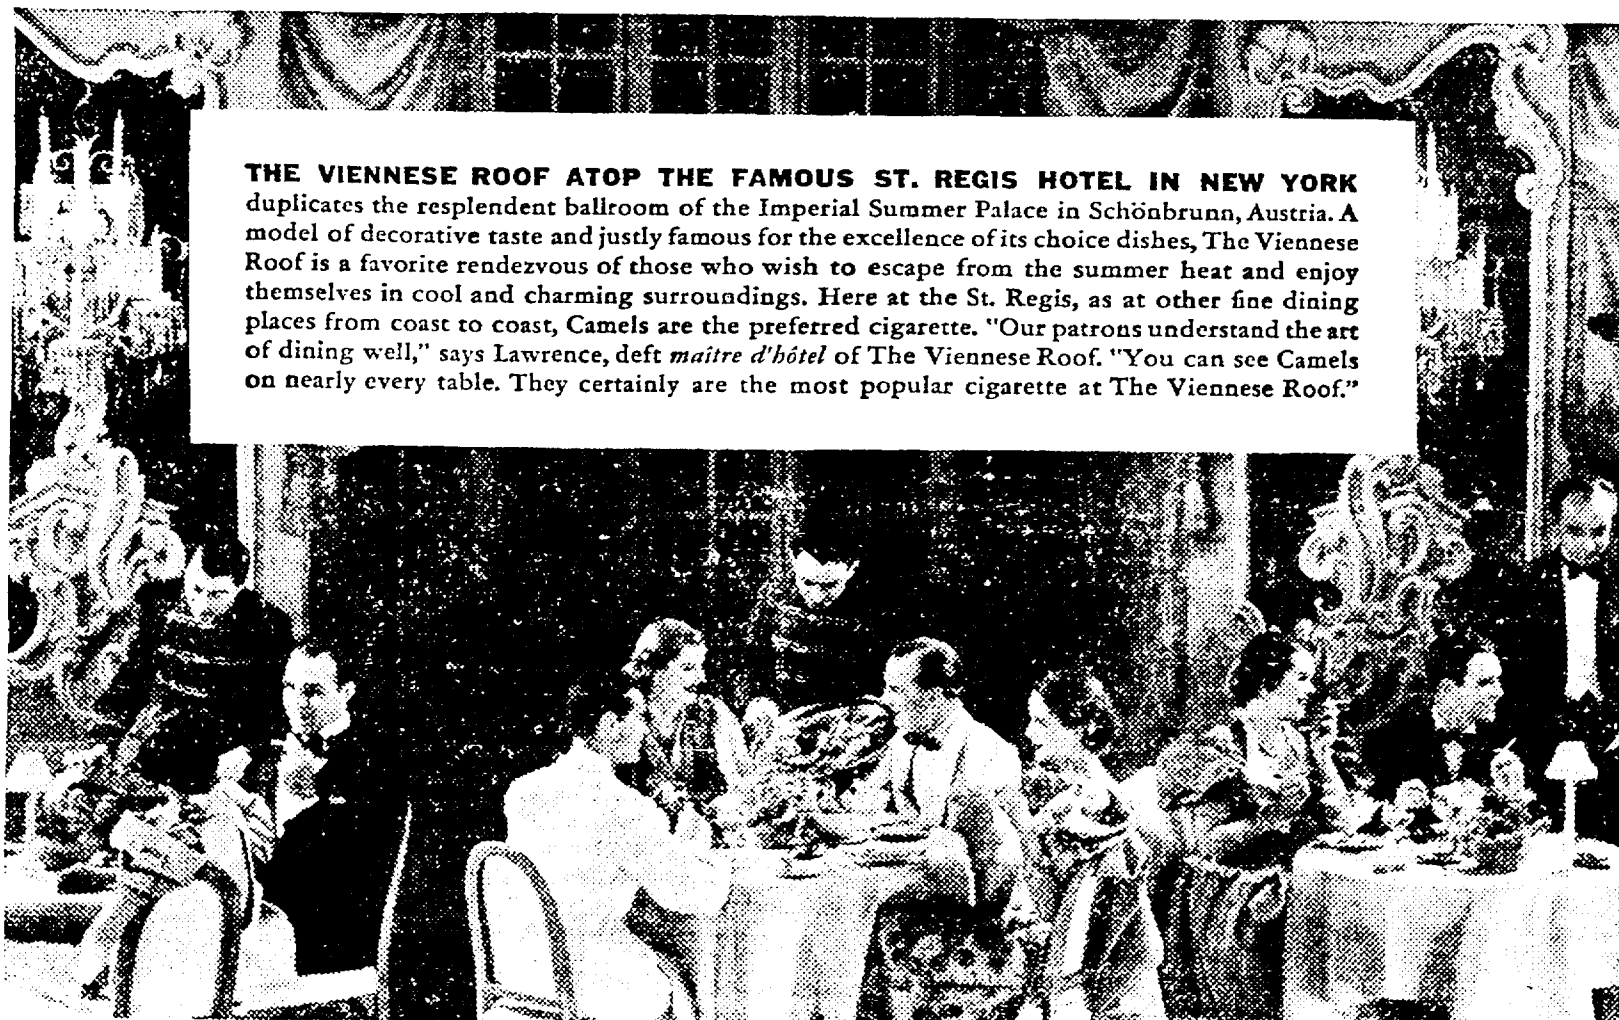 THE VIENNESE ROOF ATOP THE FAMOUS ST. REGIS HOTEL IN NEW YORK
duplicates the resplendent ballroom of the Imperial Summer Palace in Schönbrunn, Austria. A
model of decorative taste and justly famous for the excellence of its choice dishes, The Viennese
Roof is a favorite rendezvous of those who wish to escape from the summer heat and enjoy
themselves in cool and charming surroundings. Here at the St. Regis, as at other fine dining
places from coast to coast, Camels are the preferred cigarette. "Our patrons understand the art
of dining well," says Lawrence, deft maître d'hôtel of The Viennese Roof. "You can see Camels
on nearly every table. They certainly are the most popular cigarette at The Viennese Roof."